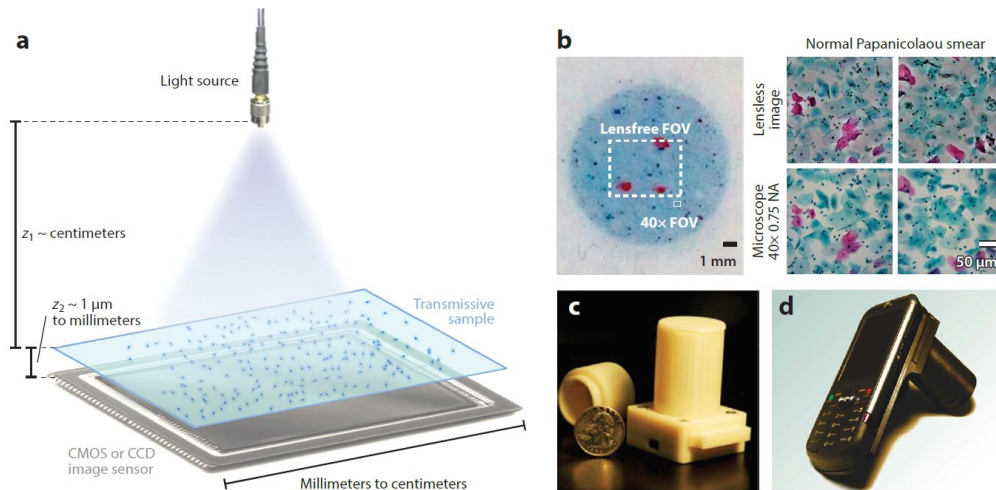 a
Light source
z1 ~ centimeters
z2 ~ 1 μm
to millimeters
Transmissive
sample
CMOS or CCD
image sensor
Millimeters to centimeters
b
Normal Papanicolaou smear
Lensfree FOV
40× FOV
1 mm
Lensless
image
Microscope
40× 0.75 NA
50 μm
c
d